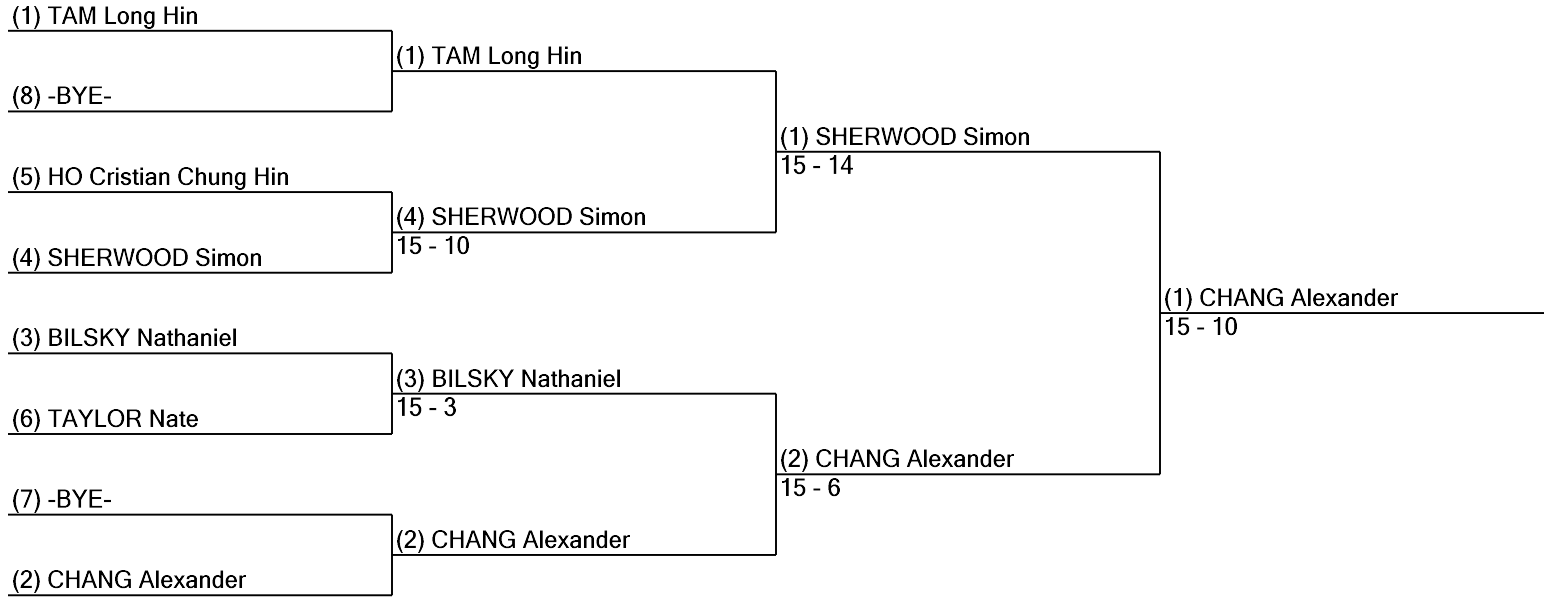 (1) TAM Long Hin
(8) -BYE-
(5) HO Cristian Chung Hin
(4) SHERWOOD Simon
(3) BILSKY Nathaniel
(6) TAYLOR Nate
(7) -BYE-
(2) CHANG Alexander
(1) TAM Long Hin
(4) SHERWOOD Simon
15 - 10
(3) BILSKY Nathaniel
15 - 3
(2) CHANG Alexander
(1) SHERWOOD Simon
15 - 14
(2) CHANG Alexander
15 - 6
(1) CHANG Alexander
15 - 10